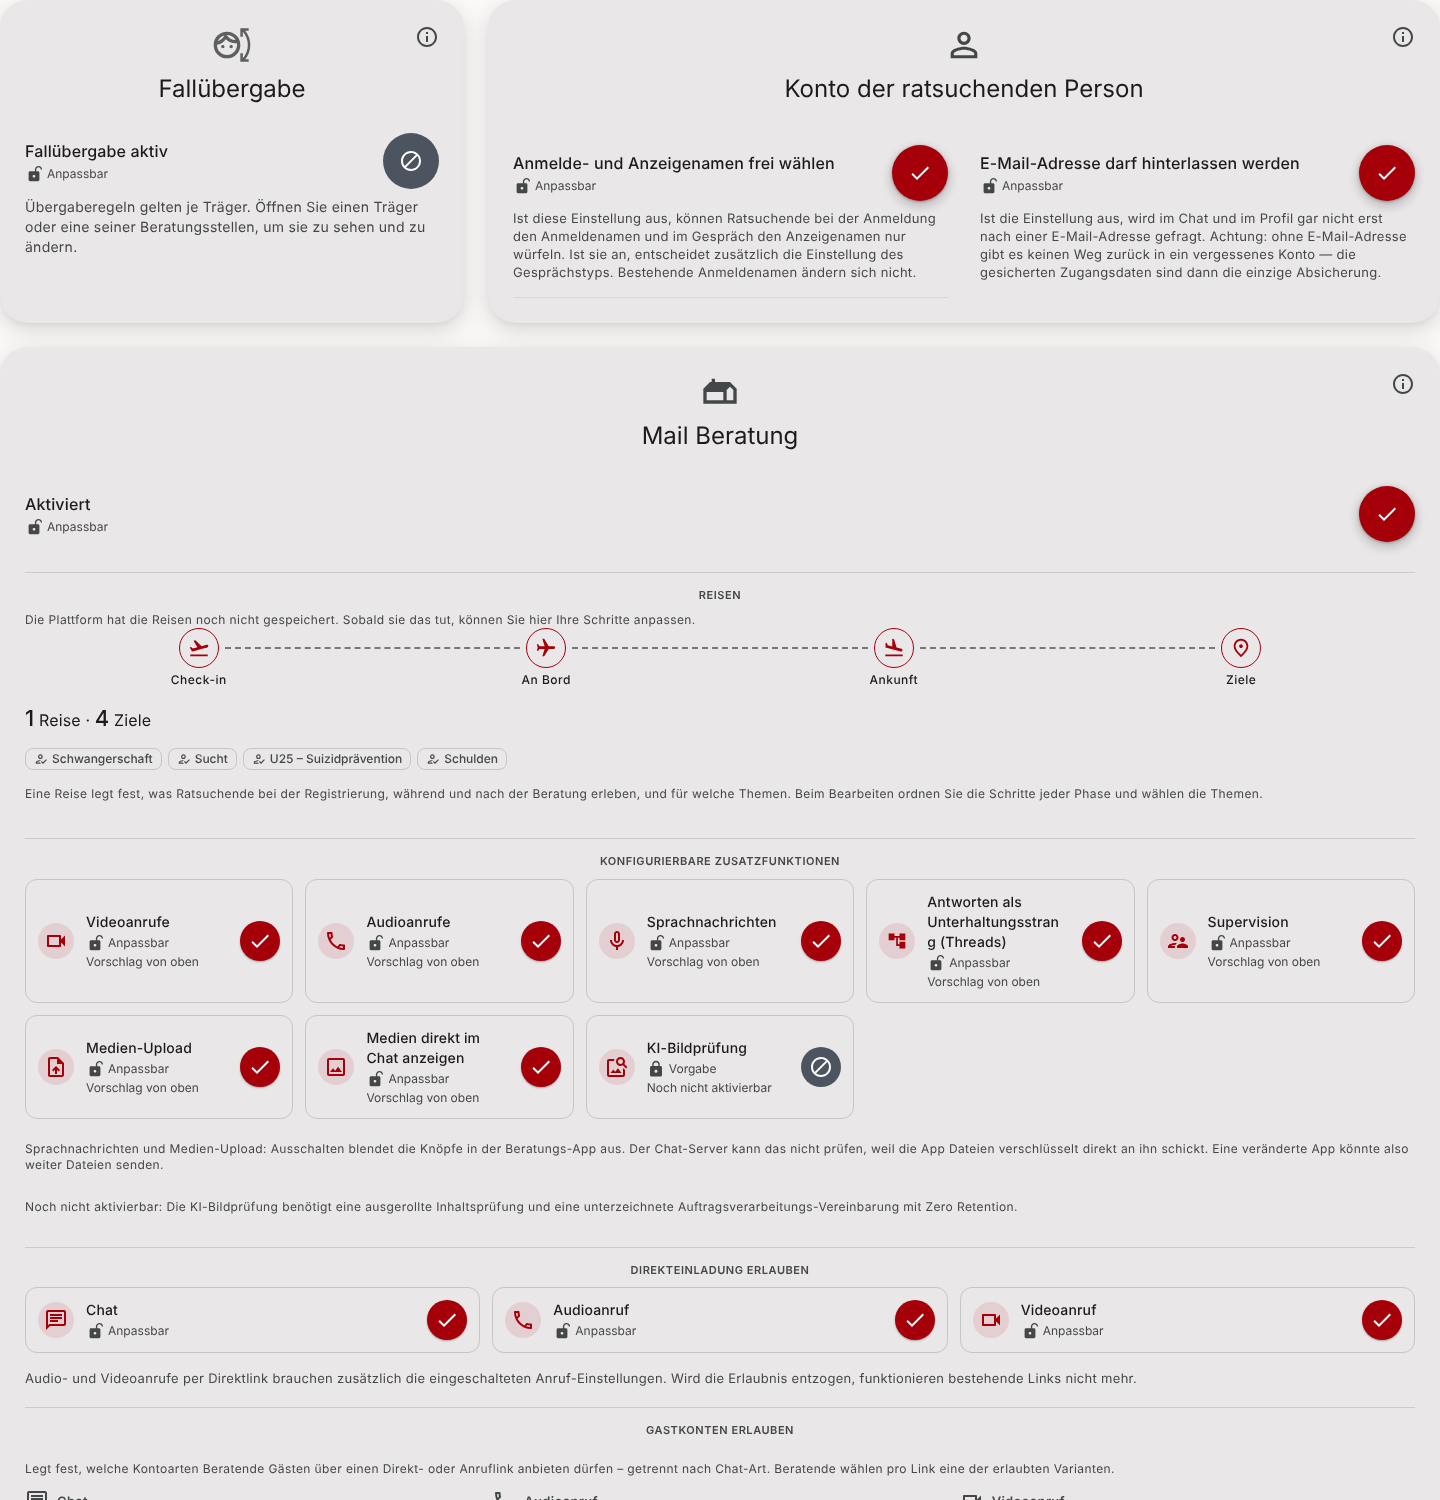 Fallübergabe
Fallübergabe aktiv
Anpassbar
Übergaberegeln gelten je Träger. Öffnen Sie einen Träger
oder eine seiner Beratungsstellen, um sie zu sehen und zu
ändern.
Konto der ratsuchenden Person
Anmelde- und Anzeigenamen frei wählen
Anpassbar
Ist diese Einstellung aus, können Ratsuchende bei der Anmeldung
den Anmeldenamen und im Gespräch den Anzeigenamen nur
würfeln. Ist sie an, entscheidet zusätzlich die Einstellung des
Gesprächstyps. Bestehende Anmeldenamen ändern sich nicht.
E-Mail-Adresse darf hinterlassen werden
Anpassbar
Ist die Einstellung aus, wird im Chat und im Profil gar nicht erst
nach einer E-Mail-Adresse gefragt. Achtung: ohne E-Mail-Adresse
gibt es keinen Weg zurück in ein vergessenes Konto — die
gesicherten Zugangsdaten sind dann die einzige Absicherung.
Mail Beratung
Aktiviert
Anpassbar
REISEN
Die Plattform hat die Reisen noch nicht gespeichert. Sobald sie das tut, können Sie hier Ihre Schritte anpassen.
Check-in
An Bord
Ankunft
Ziele
1 Reise · 4 Ziele
Schwangerschaft
Sucht
U25 – Suizidprävention
Schulden
Eine Reise legt fest, was Ratsuchende bei der Registrierung, während und nach der Beratung erleben, und für welche Themen. Beim Bearbeiten ordnen Sie die Schritte jeder Phase und wählen die Themen.
KONFIGURIERBARE ZUSATZFUNKTIONEN
Videoanrufe
Anpassbar
Vorschlag von oben
Audioanrufe
Anpassbar
Vorschlag von oben
Sprachnachrichten
Anpassbar
Vorschlag von oben
Antworten als
Unterhaltungsstran
g (Threads)
Anpassbar
Vorschlag von oben
Supervision
Anpassbar
Vorschlag von oben
Medien-Upload
Anpassbar
Vorschlag von oben
Medien direkt im
Chat anzeigen
Anpassbar
Vorschlag von oben
KI-Bildprüfung
Vorgabe
Noch nicht aktivierbar
Sprachnachrichten und Medien-Upload: Ausschalten blendet die Knöpfe in der Beratungs-App aus. Der Chat-Server kann das nicht prüfen, weil die App Dateien verschlüsselt direkt an ihn schickt. Eine veränderte App könnte also
weiter Dateien senden.
Noch nicht aktivierbar: Die KI-Bildprüfung benötigt eine ausgerollte Inhaltsprüfung und eine unterzeichnete Auftragsverarbeitungs-Vereinbarung mit Zero Retention.
DIREKTEINLADUNG ERLAUBEN
Chat
Anpassbar
Audioanruf
Anpassbar
Videoanruf
Anpassbar
Audio- und Videoanrufe per Direktlink brauchen zusätzlich die eingeschalteten Anruf-Einstellungen. Wird die Erlaubnis entzogen, funktionieren bestehende Links nicht mehr.
GASTKONTEN ERLAUBEN
Legt fest, welche Kontoarten Beratende Gästen über einen Direkt- oder Anruflink anbieten dürfen – getrennt nach Chat-Art. Beratende wählen pro Link eine der erlaubten Varianten.
Chat
Audioanruf
Videoanruf